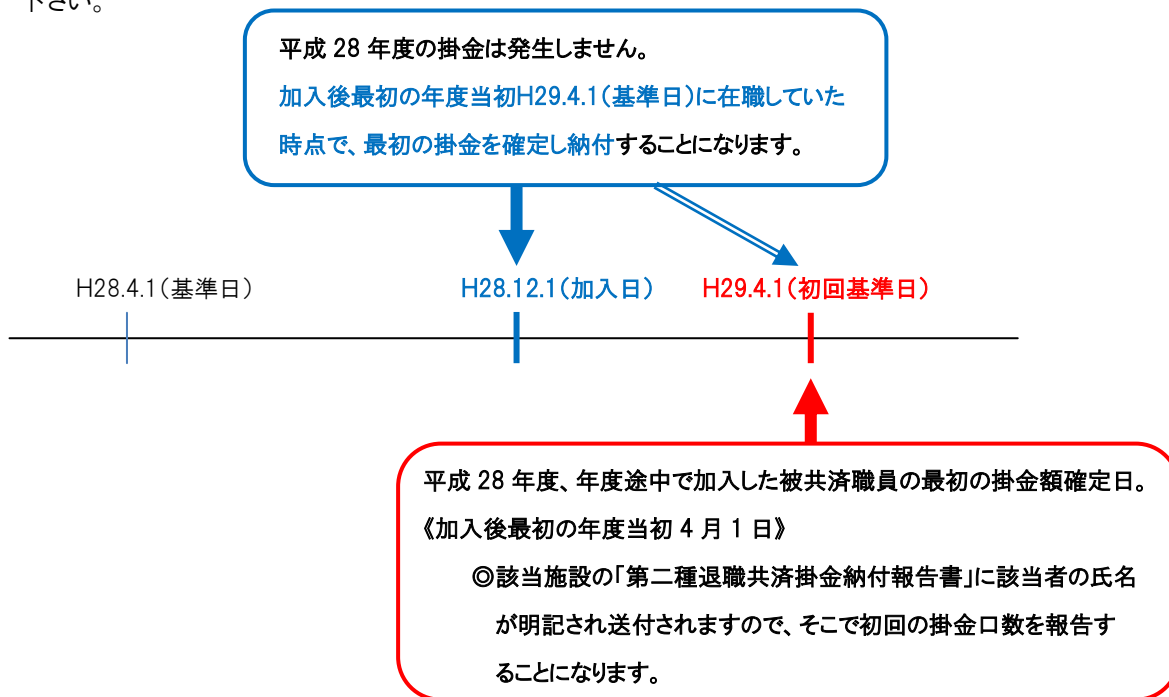 下さい。
平成 28 年度の掛金は発生しません。
加入後最初の年度当初H29.4.1(基準日)に在職していた
時点で、最初の掛金を確定し納付することになります。
H28.4.1(基準日)
H28.12.1(加入日)
H29.4.1(初回基準日)
平成 28 年度、年度途中で加入した被共済職員の最初の掛金額確定日。
《加入後最初の年度当初 4 月 1 日》
◎該当施設の「第二種退職共済掛金納付報告書」に該当者の氏名
が明記され送付されますので、そこで初回の掛金口数を報告す
ることになります。